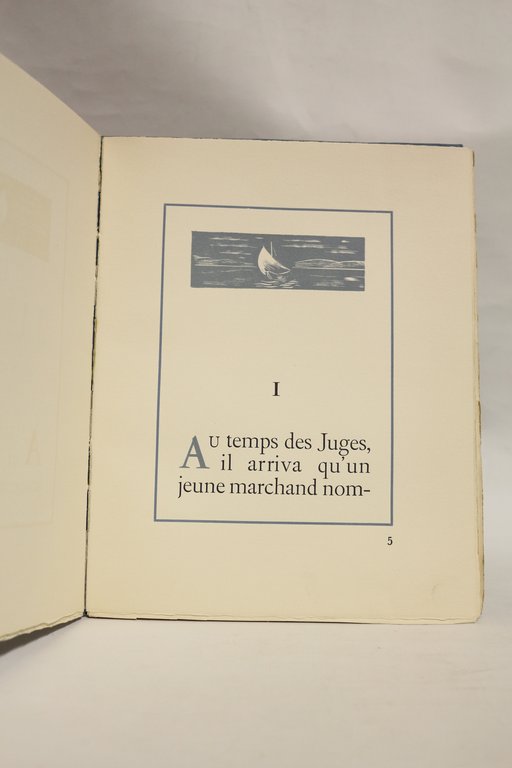 I
AU temps des Juges,
il arriva qu'un
jeune marchand nom-
5